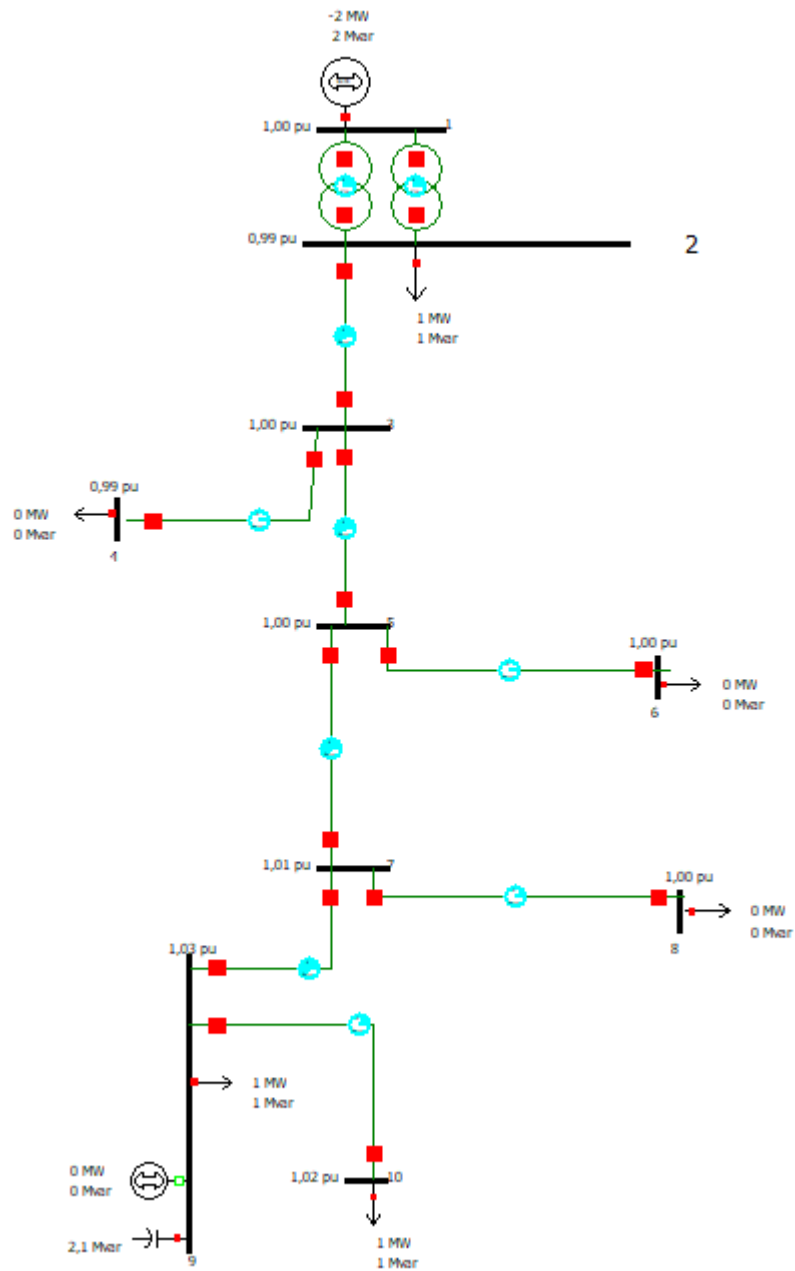 -2 MW
2 Mvar
1,00 pu
1
0,99 pu
2
1 MW
1 Mvar
1,00 pu
3
0,99 pu
0 MW
0 Mvar
4
1,00 pu
5
1,00 pu
0 MW
0 Mvar
6
1,01 pu
7
1,00 pu
0 MW
0 Mvar
8
1,03 pu
1 MW
1 Mvar
0 MW
0 Mvar
1,02 pu
10
2,1 Mvar
9
1 MW
1 Mvar